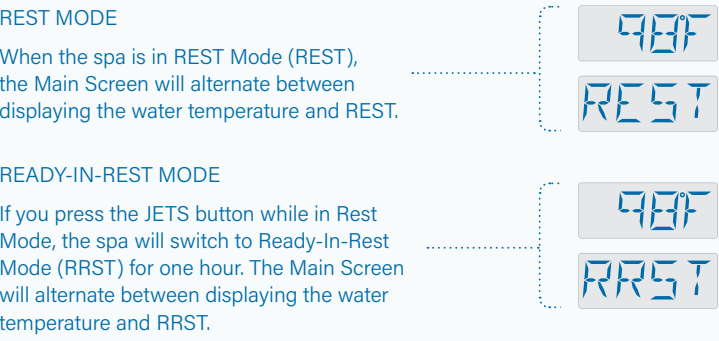 REST MODE
When the spa is in REST Mode (REST),
the Main Screen will alternate between
displaying the water temperature and REST.
98°F
REST
READY-IN-REST MODE
If you press the JETS button while in Rest
Mode, the spa will switch to Ready-In-Rest
Mode (RRST) for one hour. The Main Screen
will alternate between displaying the water
temperature and RRST.
98°F
RRST